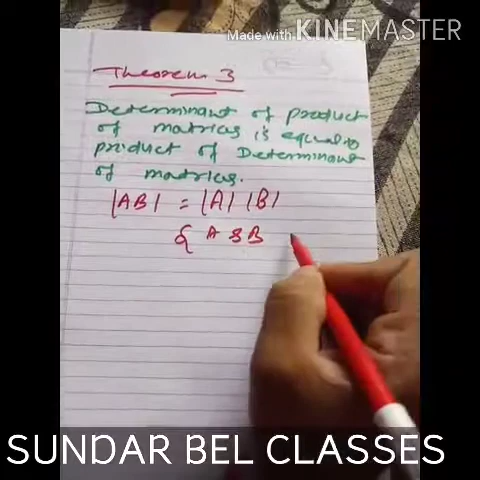 Made with KINEMASTER
Theorem 3
Determinant of product
of matrices is equal to
product of Determinant
of matrices.
|AB| = |A| |B|
{ A & B
SUNDAR BEL CLASSES